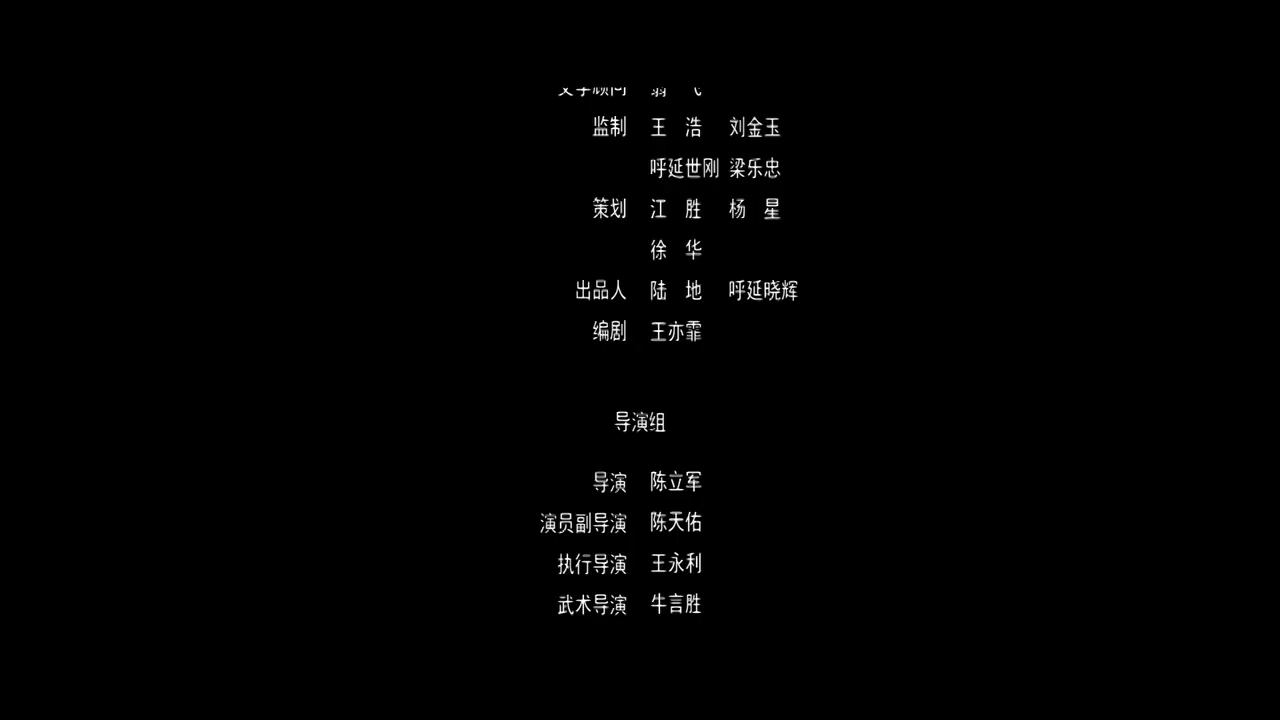 监制 王 浩 刘金玉
呼延世刚 梁乐忠
策划 江 胜 杨 星
徐 华
出品人 陆 地 呼延晓辉
编剧 王亦霏
导演组
导演 陈立军
演员副导演 陈天佑
执行导演 王永利
武术导演 牛言胜